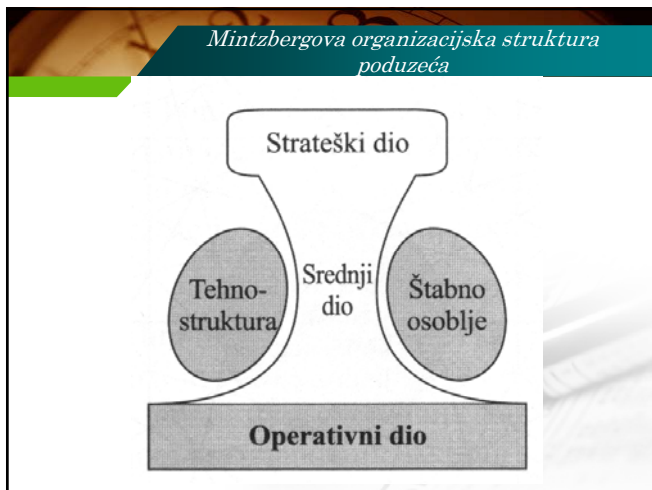 Mintzbergova organizacijska struktura
poduzeća
Strateški dio
Tehno-
struktura
Srednji
dio
Štabno
osoblje
Operativni dio